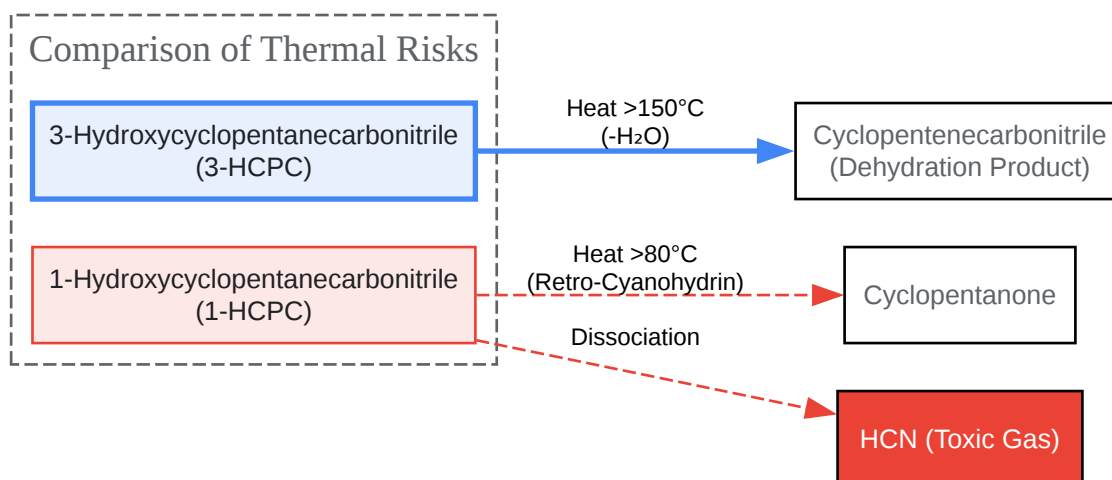 Comparison of Thermal Risks
3-Hydroxycyclopentanecarbonitrile
(3-HCPC)
Heat >150°C
(-H₂O)
Cyclopentenecarbonitrile
(Dehydration Product)
1-Hydroxycyclopentanecarbonitrile
(1-HCPC)
Heat >80°C
(Retro-Cyanohydrin)
Cyclopentanone
Dissociation
HCN (Toxic Gas)